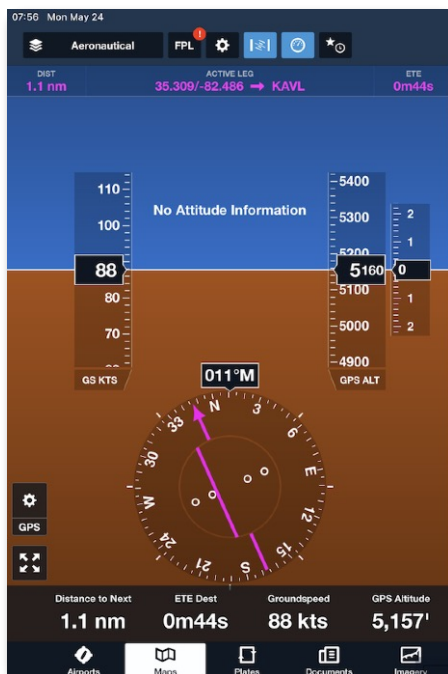 07:56 Mon May 24
Aeronautical FPL !
DIST ACTIVE LEG ETE
1.1 nm 35.309/-82.486 → KAVL 0m44s
110
100
88
80
70
GS KTS
No Attitude Information
5400
5300
5200
5160
5100
5000
4900
GPS ALT
2
1
0
1
2
011°M
N
3
6
E
12
15
S
21
24
W
30
33
GPS
Distance to Next ETE Dest Groundspeed GPS Altitude
1.1 nm 0m44s 88 kts 5,157'
Airports Maps Plates Documents Imagery